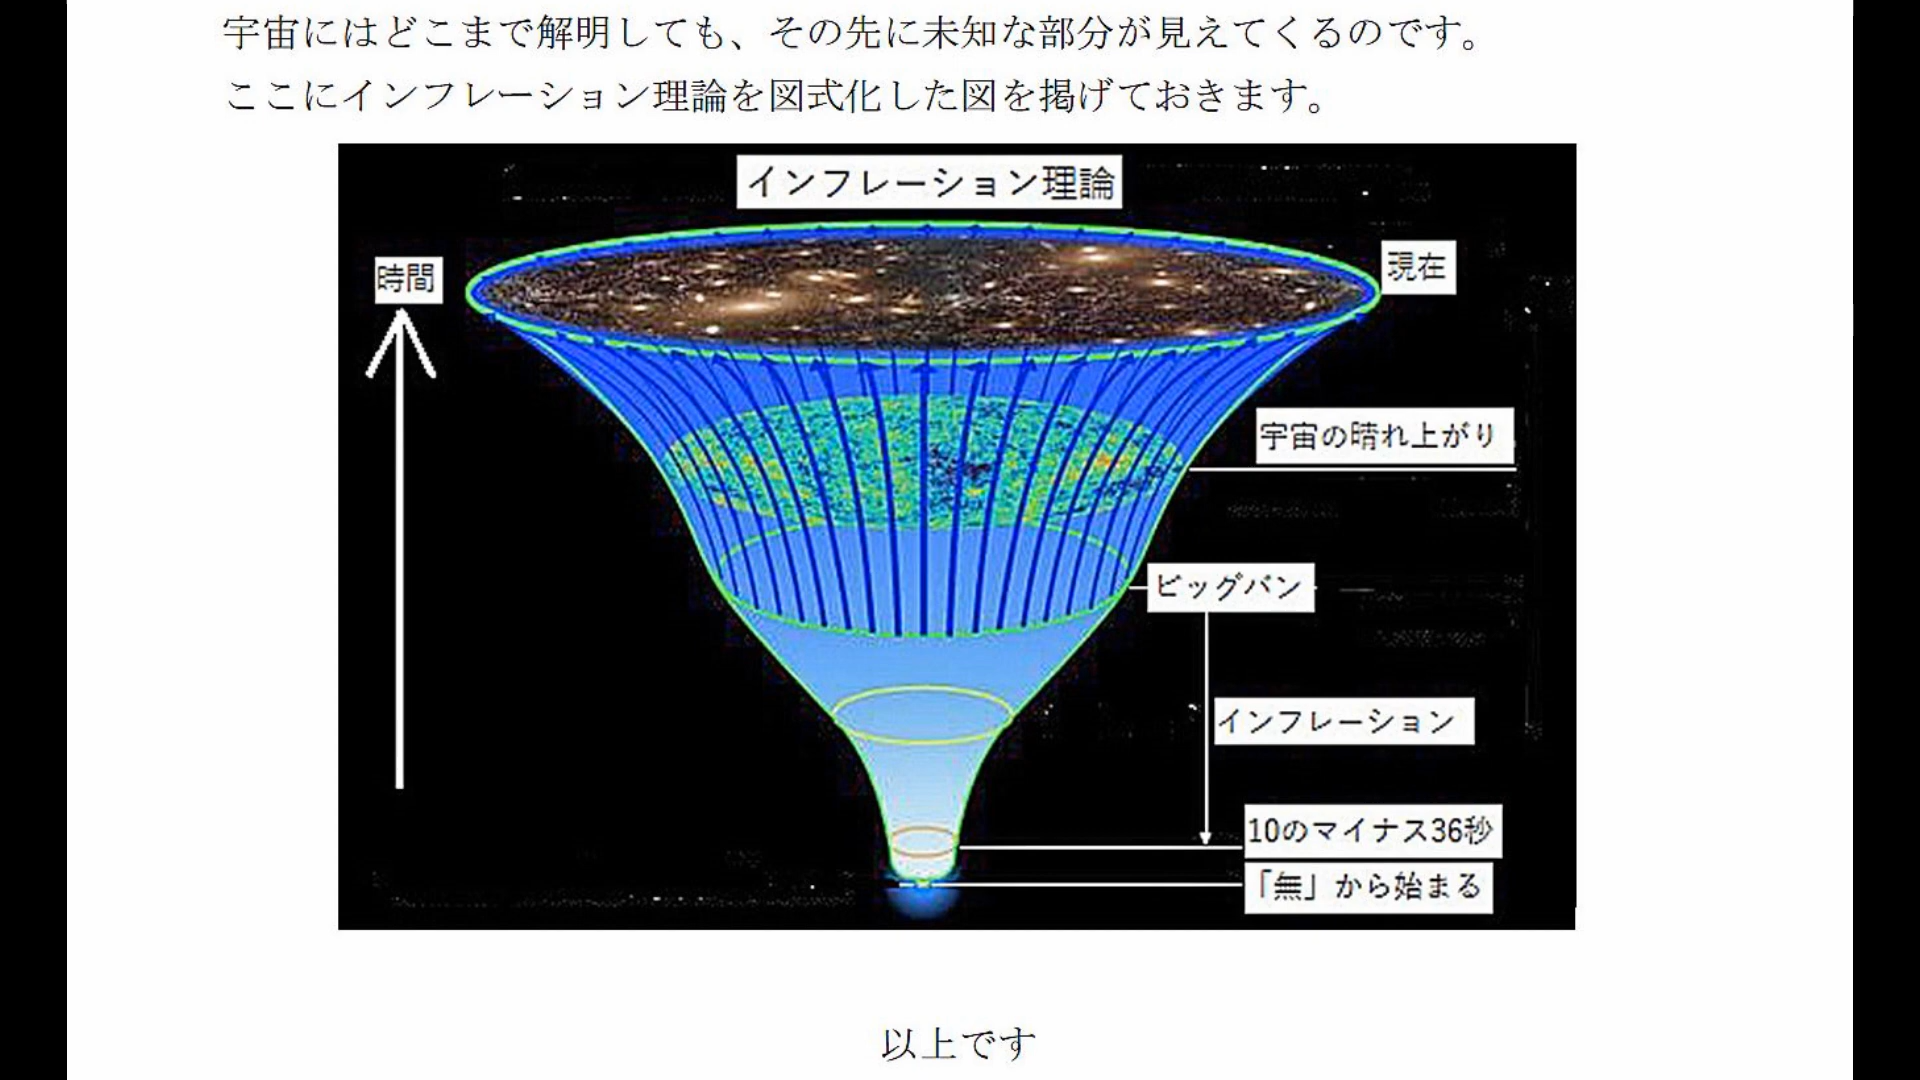 宇宙にはどこまで解明しても、その先に未知な部分が見えてくるのです。
ここにインフレーション理論を図式化した図を掲げておきます。
インフレーション理論
時間
現在
宇宙の晴れ上がり
ビッグバン
インフレーション
10のマイナス36秒
「無」から始まる
以上です